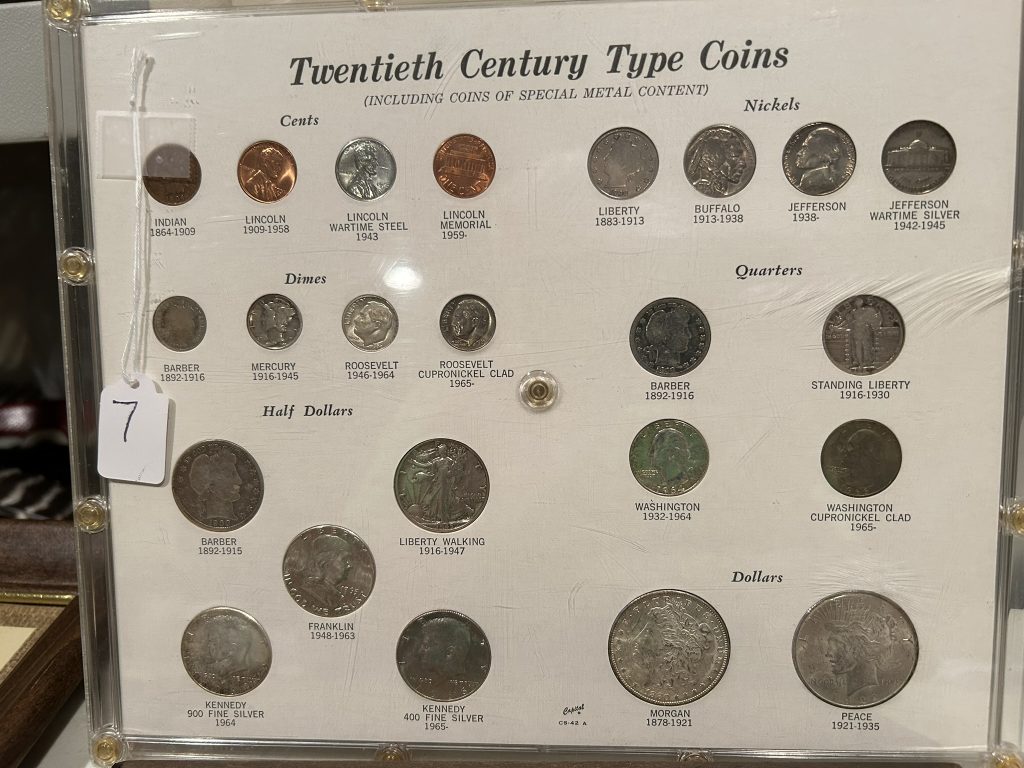 Twentieth Century Type Coins
(INCLUDING COINS OF SPECIAL METAL CONTENT)
Cents
INDIAN
1864-1909
LINCOLN
1909-1958
LINCOLN
WARTIME STEEL
1943
LINCOLN
MEMORIAL
1959-
Nickels
LIBERTY
1883-1913
BUFFALO
1913-1938
JEFFERSON
1938-
JEFFERSON
WARTIME SILVER
1942-1945
Dimes
BARBER
1892-1916
MERCURY
1916-1945
ROOSEVELT
1946-1964
ROOSEVELT
CUPRONICKEL CLAD
1965-
Quarters
BARBER
1892-1916
STANDING LIBERTY
1916-1930
WASHINGTON
1932-1964
WASHINGTON
CUPRONICKEL CLAD
1965-
7
Half Dollars
BARBER
1892-1915
LIBERTY WALKING
1916-1947
FRANKLIN
1948-1963
KENNEDY
900 FINE SILVER
1964
KENNEDY
400 FINE SILVER
1965-
Dollars
MORGAN
1878-1921
PEACE
1921-1935
Capital
CS-42 A